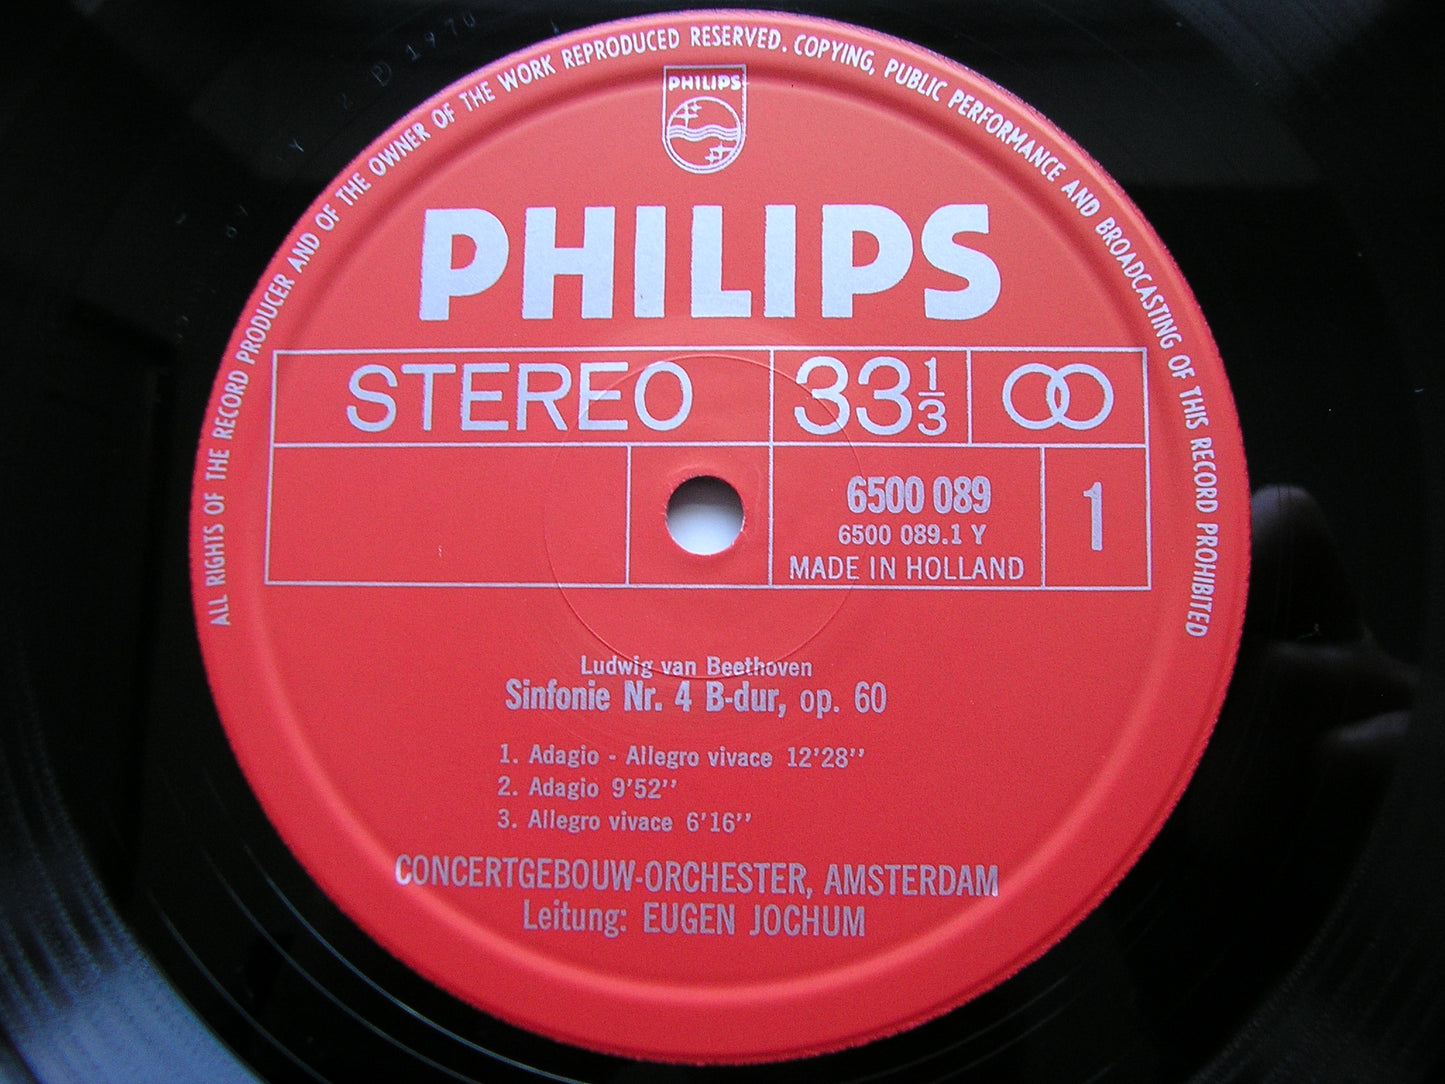 P 1970
ALL RIGHTS OF THE RECORD PRODUCER AND OF THE OWNER OF THE WORK REPRODUCED RESERVED. COPYING, PUBLIC PERFORMANCE AND BROADCASTING OF THIS RECORD PROHIBITED
PHILIPS
PHILIPS
STEREO 33 1/3
6500 089
6500 089.1 Y
MADE IN HOLLAND
1
Ludwig van Beethoven
Sinfonie Nr. 4 B-dur, op. 60
1. Adagio - Allegro vivace 12'28''
2. Adagio 9'52''
3. Allegro vivace 6'16''
CONCERTGEBOUW-ORCHESTER, AMSTERDAM
Leitung: EUGEN JOCHUM